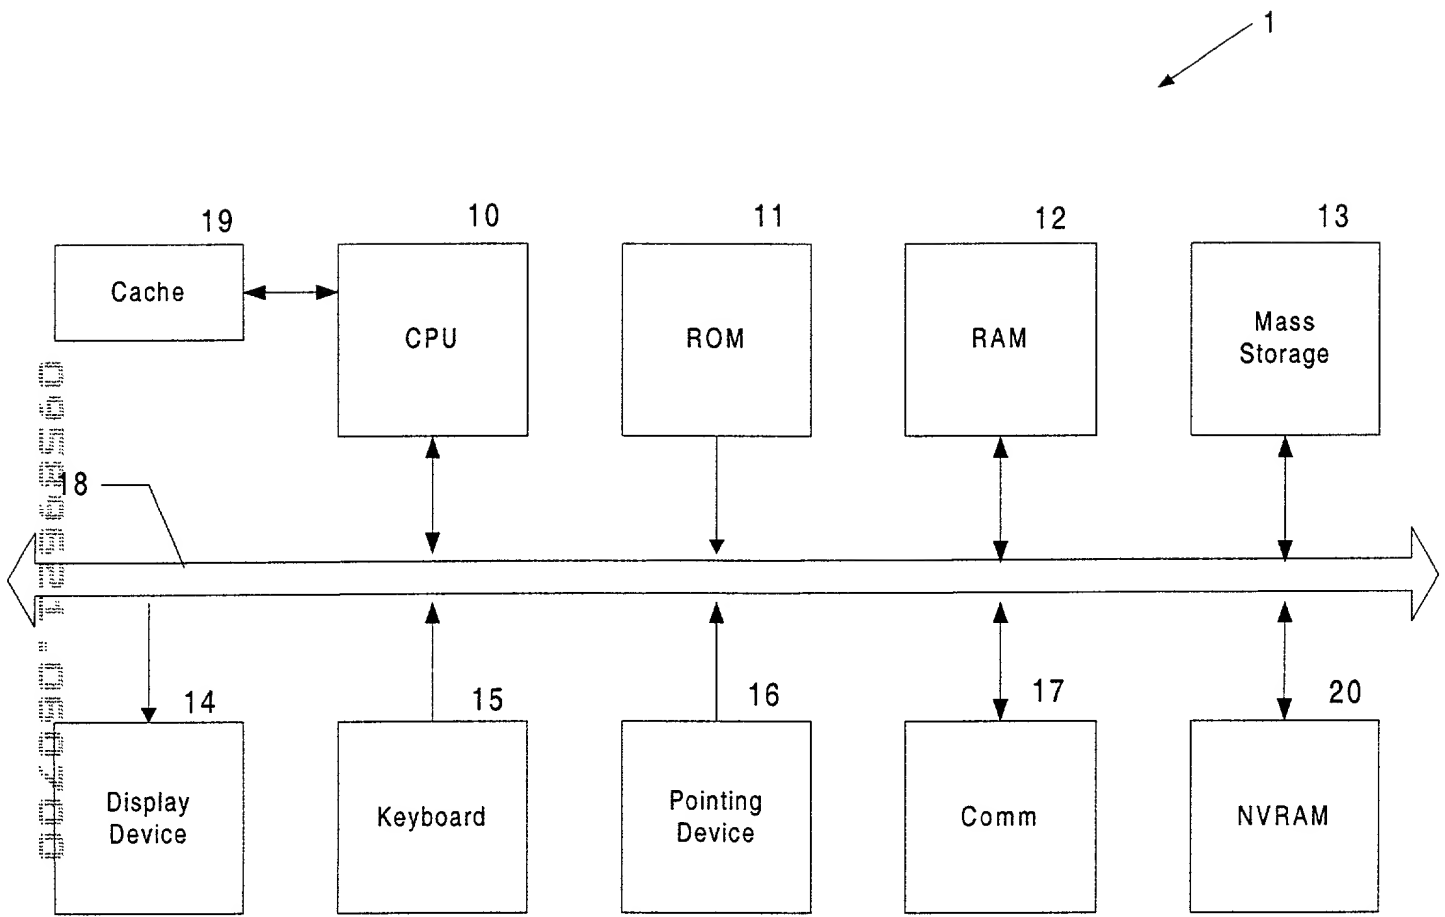 1
19
10
11
12
13
Cache
CPU
ROM
RAM
Mass
Storage
18
14
15
16
17
20
Display
Device
Keyboard
Pointing
Device
Comm
NVRAM